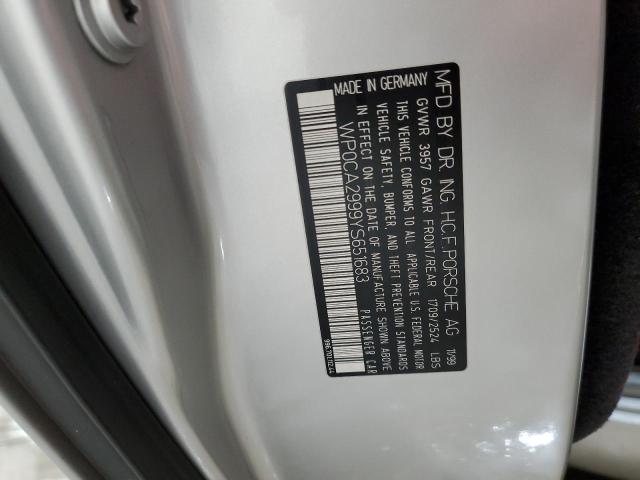 MFD BY DR. ING. H.C.F. PORSCHE AG 11/99
GVWR 3957 GAWR FRONT/REAR 1709/2524 LBS
THIS VEHICLE CONFORMS TO ALL APPLICABLE U.S. FEDERAL MOTOR
VEHICLE SAFETY, BUMPER, AND THEFT PREVENTION STANDARDS
IN EFFECT ON THE DATE OF MANUFACTURE SHOWN ABOVE
WP0CA2999YS651683 PASSENGER CAR
MADE IN GERMANY